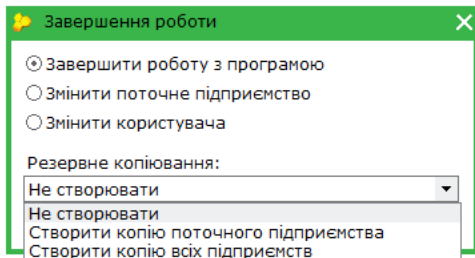 Завершення роботи
Завершити роботу з програмою
Змінити поточне підприємство
Змінити користувача
Резервне копіювання:
Не створювати
Не створювати
Створити копію поточного підприємства
Створити копію всіх підприємств